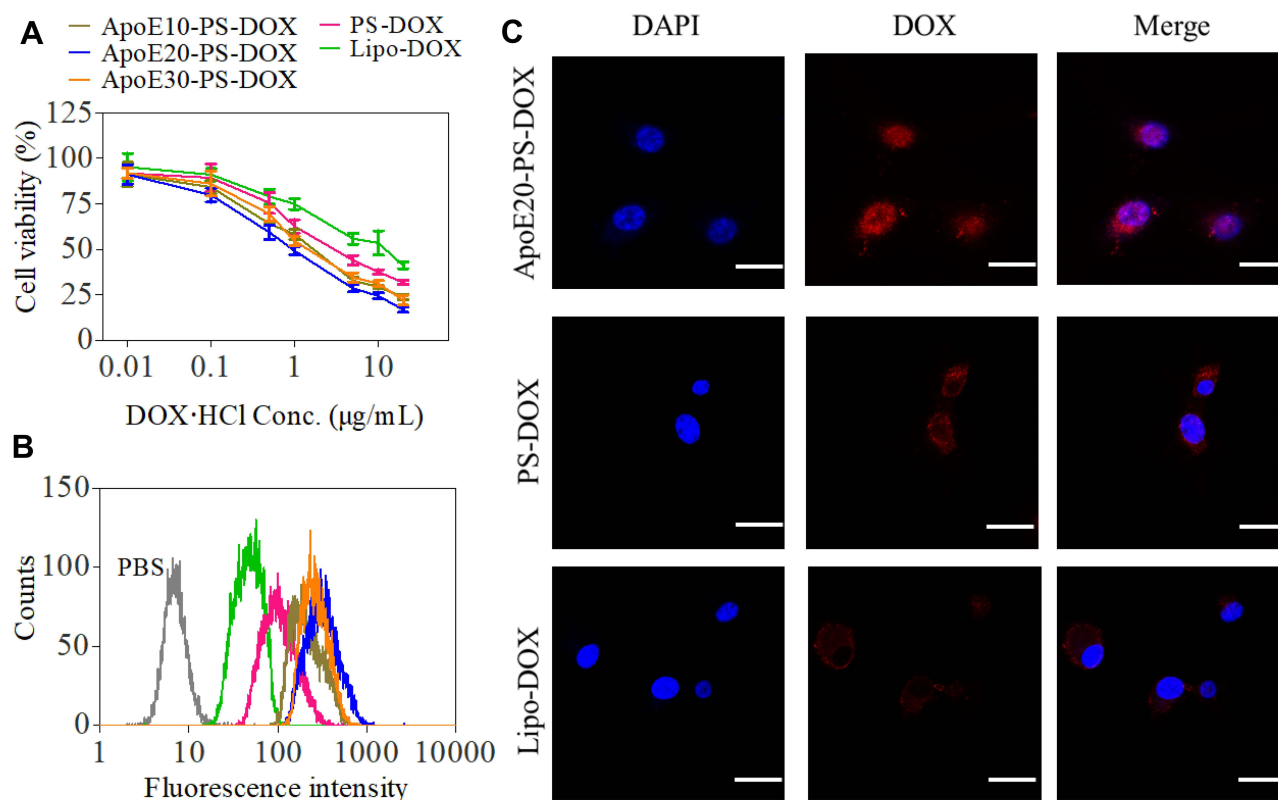 A
ApoE10-PS-DOX
PS-DOX
ApoE20-PS-DOX
Lipo-DOX
ApoE30-PS-DOX
125
100
75
50
25
0
Cell viability (%)
0.01 0.1 1 10
DOX·HCl Conc. (μg/mL)
B
150
100
50
0
Counts
PBS
1 10 100 1000 10000
Fluorescence intensity
C
DAPI DOX Merge
ApoE20-PS-DOX
PS-DOX
Lipo-DOX